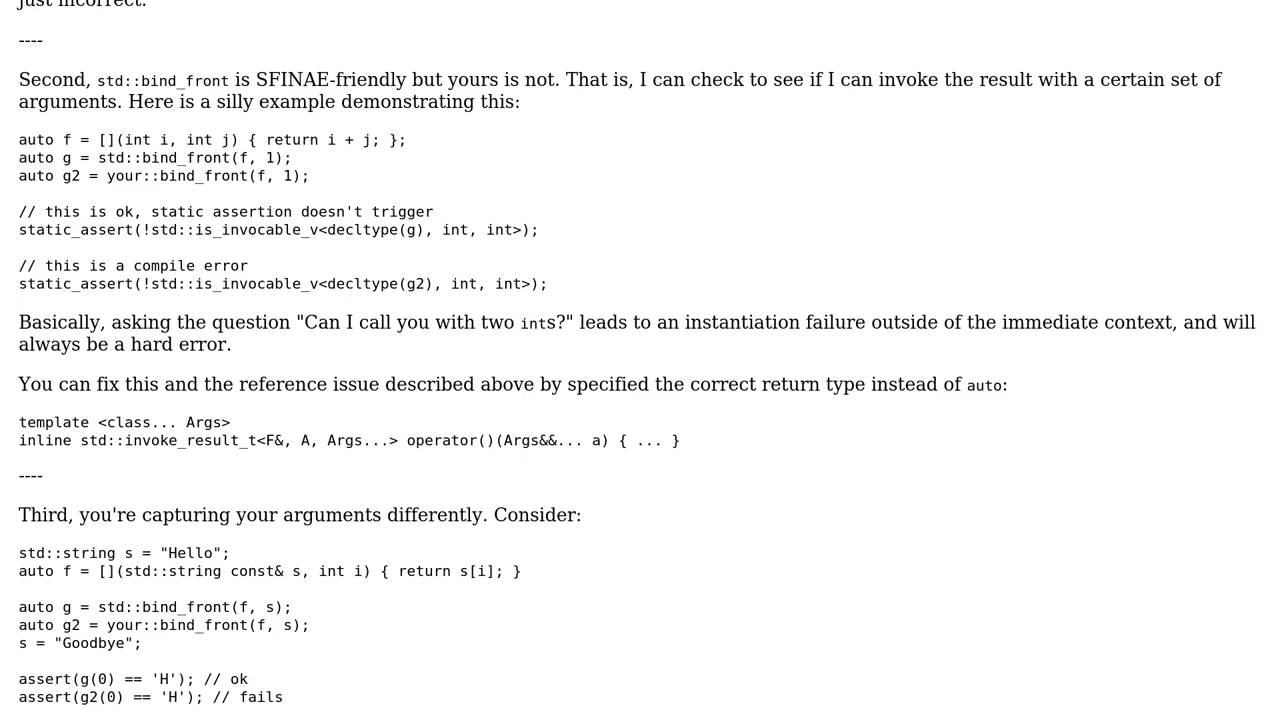 just incorrect.
----
Second, std::bind_front is SFINAE-friendly but yours is not. That is, I can check to see if I can invoke the result with a certain set of
arguments. Here is a silly example demonstrating this:
auto f = [](int i, int j) { return i + j; };
auto g = std::bind_front(f, 1);
auto g2 = your::bind_front(f, 1);
// this is ok, static assertion doesn't trigger
static_assert(!std::is_invocable_v<decltype(g), int, int>);
// this is a compile error
static_assert(!std::is_invocable_v<decltype(g2), int, int>);
Basically, asking the question "Can I call you with two ints?" leads to an instantiation failure outside of the immediate context, and will
always be a hard error.
You can fix this and the reference issue described above by specified the correct return type instead of auto:
template <class... Args>
inline std::invoke_result_t<F&, A, Args...> operator()(Args&&... a) { ... }
----
Third, you're capturing your arguments differently. Consider:
std::string s = "Hello";
auto f = [](std::string const& s, int i) { return s[i]; }
auto g = std::bind_front(f, s);
auto g2 = your::bind_front(f, s);
s = "Goodbye";
assert(g(0) == 'H'); // ok
assert(g2(0) == 'H'); // fails